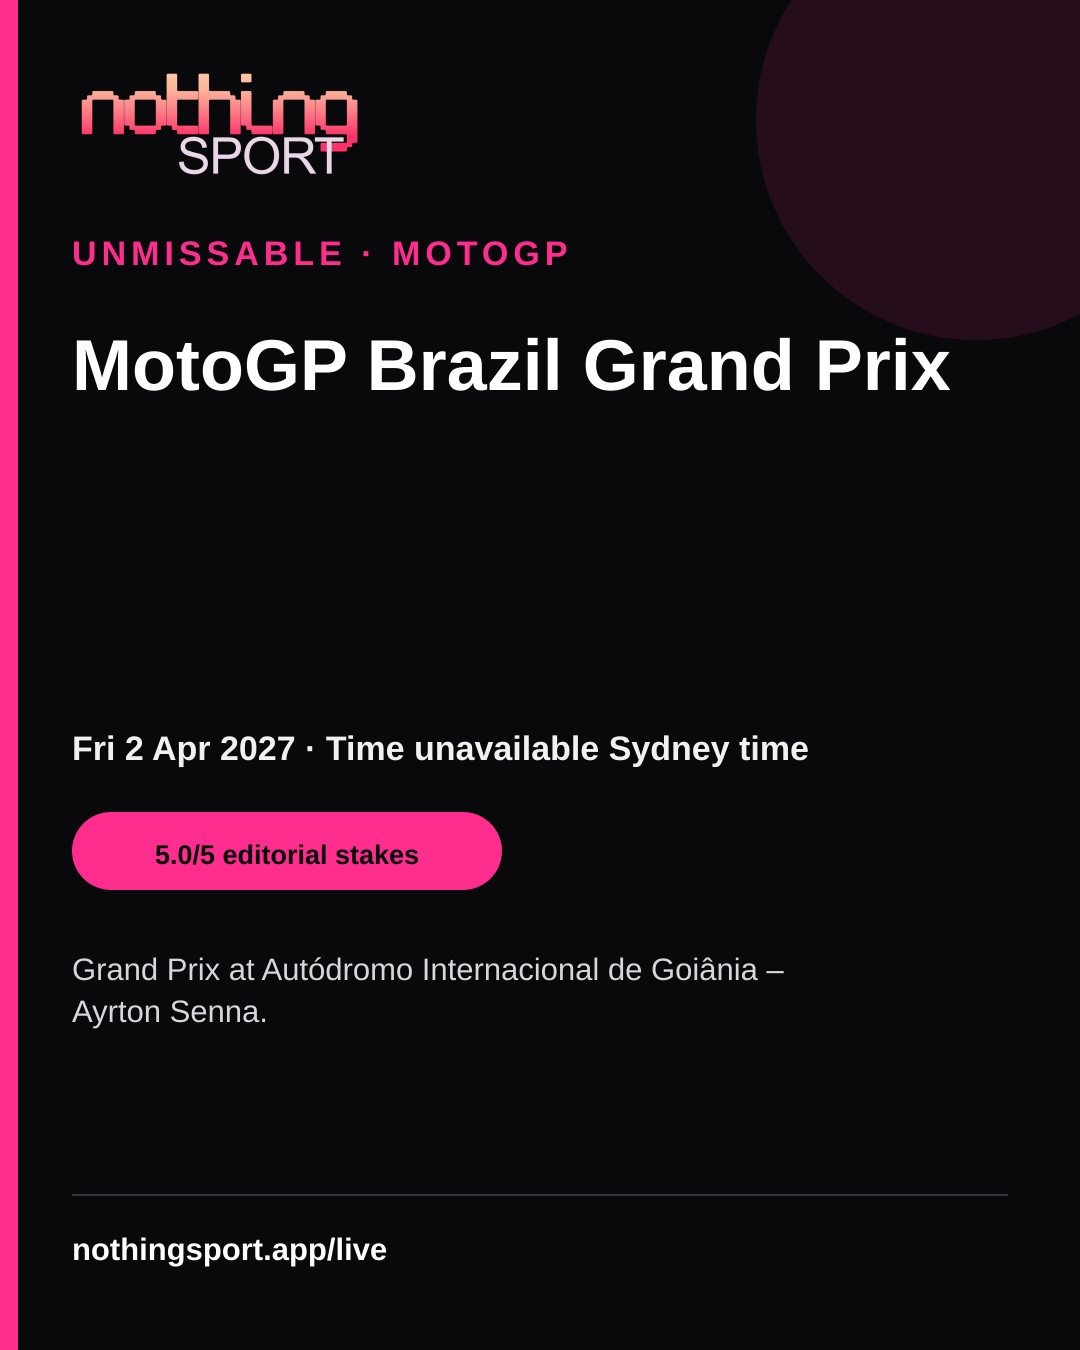 nothing
SPORT
UNMISSABLE · MOTOGP
MotoGP Brazil Grand Prix
Fri 2 Apr 2027 · Time unavailable Sydney time
5.0/5 editorial stakes
Grand Prix at Autódromo Internacional de Goiânia –
Ayrton Senna.
nothingsport.app/live